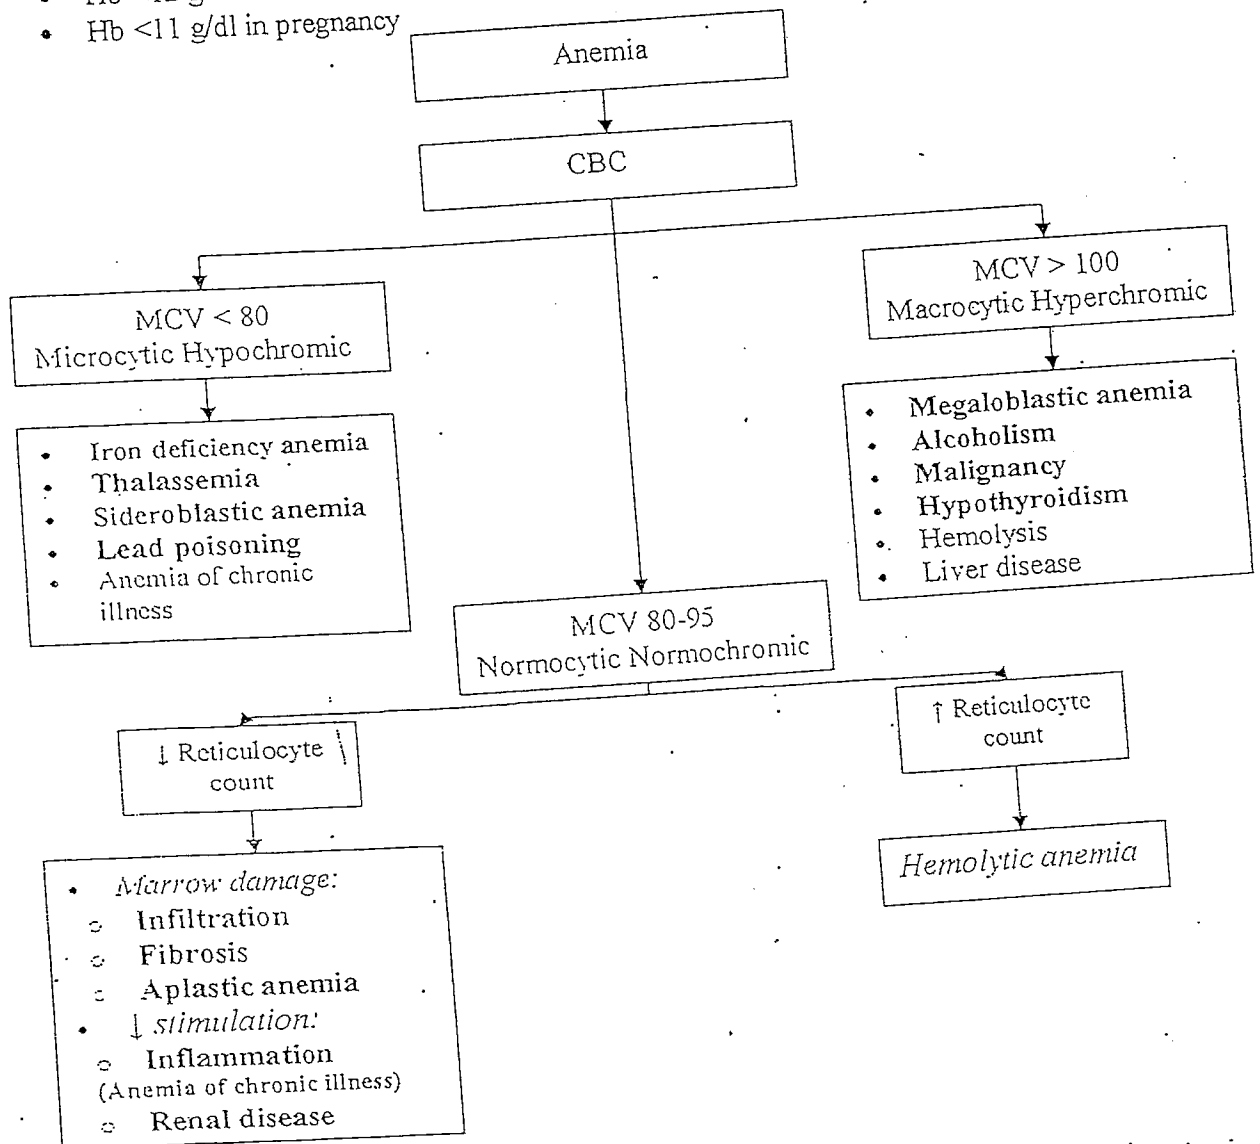 • Hb <11 g/dl in pregnancy
Anemia
CBC
MCV < 80
Microcytic Hypochromic
• Iron deficiency anemia
• Thalassemia
• Sideroblastic anemia
• Lead poisoning
• Anemia of chronic
illness
MCV > 100
Macrocytic Hyperchromic
• Megaloblastic anemia
• Alcoholism
• Malignancy
• Hypothyroidism
• Hemolysis
• Liver disease
MCV 80-95
Normocytic Normochromic
↓ Reticulocyte
count
• Marrow damage:
○ Infiltration
○ Fibrosis
○ Aplastic anemia
• ↓ stimulation:
○ Inflammation
(Anemia of chronic illness)
○ Renal disease
↑ Reticulocyte
count
Hemolytic anemia